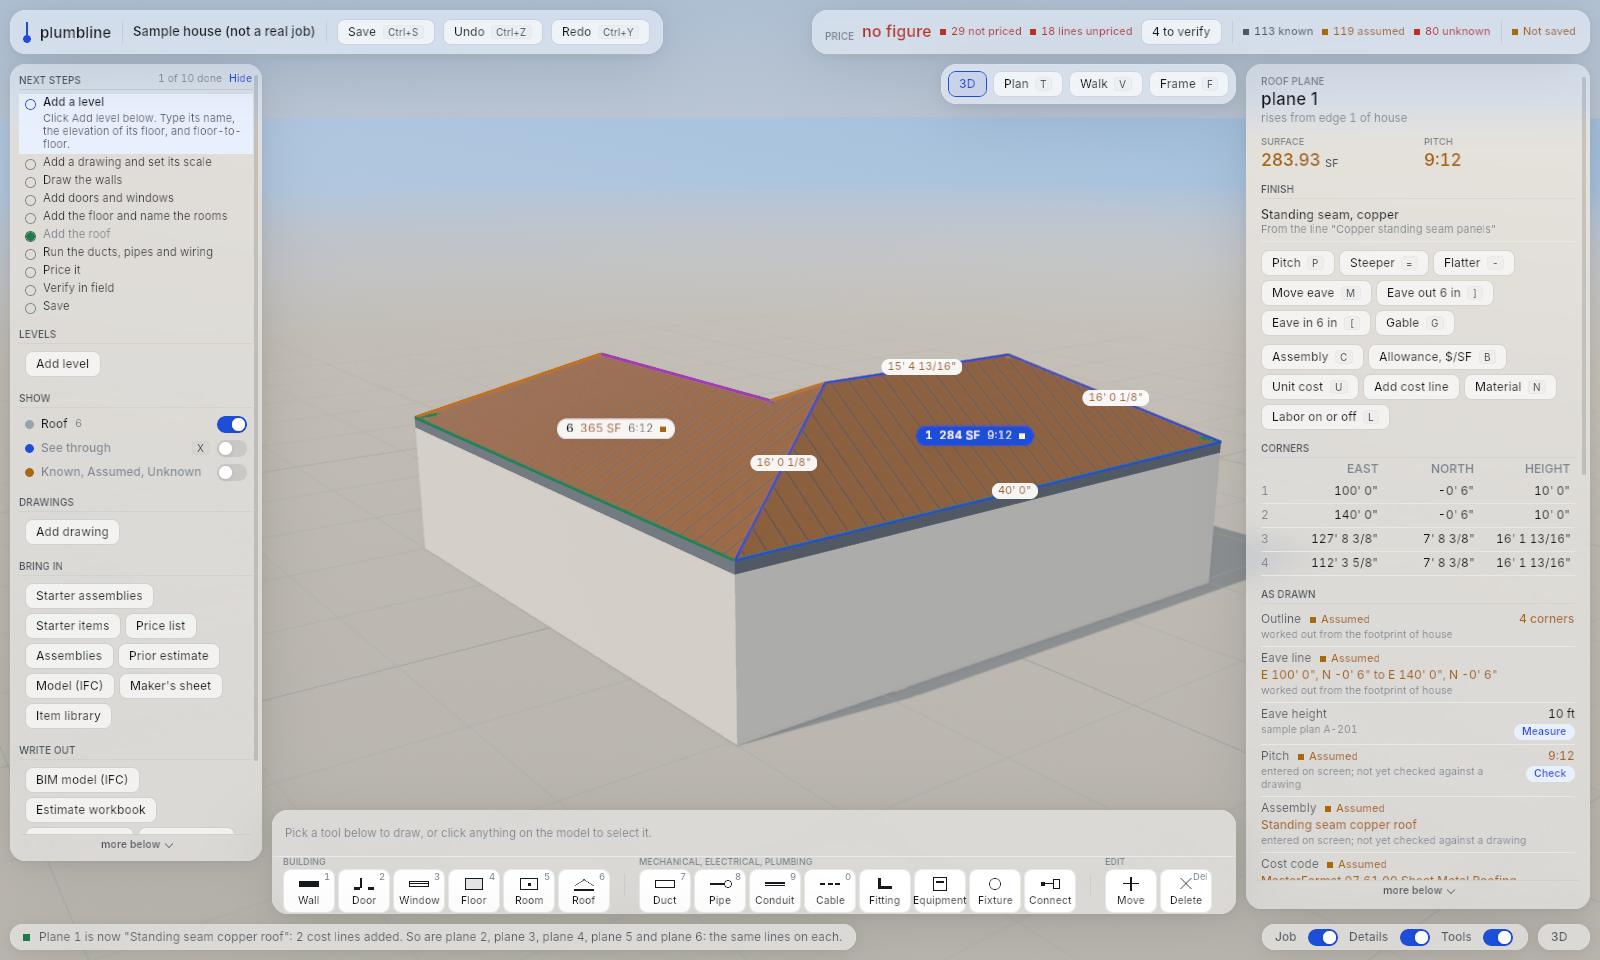 plumbline
Sample house (not a real job)
Save Ctrl+S
Undo Ctrl+Z
Redo Ctrl+Y
PRICE no figure
29 not priced
18 lines unpriced
4 to verify
113 known
119 assumed
80 unknown
Not saved
3D
Plan T
Walk V
Frame F
NEXT STEPS
1 of 10 done Hide
Add a level
Click Add level below. Type its name,
the elevation of its floor, and floor-to-
floor.
Add a drawing and set its scale
Draw the walls
Add doors and windows
Add the floor and name the rooms
Add the roof
Run the ducts, pipes and wiring
Price it
Verify in field
Save
LEVELS
Add level
SHOW
Roof 6
See through X
Known, Assumed, Unknown
DRAWINGS
Add drawing
BRING IN
Starter assemblies
Starter items
Price list
Assemblies
Prior estimate
Model (IFC)
Maker's sheet
Item library
WRITE OUT
BIM model (IFC)
Estimate workbook
more below
15' 4 13/16"
16' 0 1/8"
6 365 SF 6:12
1 284 SF 9:12
16' 0 1/8"
40' 0"
Pick a tool below to draw, or click anything on the model to select it.
BUILDING
Wall 1
Door 2
Window 3
Floor 4
Room 5
Roof 6
MECHANICAL, ELECTRICAL, PLUMBING
Duct 7
Pipe 8
Conduit 9
Cable 0
Fitting
Equipment
Fixture
Connect
EDIT
Move
Delete Del
Plane 1 is now "Standing seam copper roof": 2 cost lines added. So are plane 2, plane 3, plane 4, plane 5 and plane 6: the same lines on each.
ROOF PLANE
plane 1
rises from edge 1 of house
SURFACE PITCH
283.93 SF 9:12
FINISH
Standing seam, copper
From the line "Copper standing seam panels"
Pitch P
Steeper =
Flatter -
Move eave M
Eave out 6 in ]
Eave in 6 in [
Gable G
Assembly C
Allowance, $/SF B
Unit cost U
Add cost line
Material N
Labor on or off L
CORNERS
EAST NORTH HEIGHT
1 100' 0" -0' 6" 10' 0"
2 140' 0" -0' 6" 10' 0"
3 127' 8 3/8" 7' 8 3/8" 16' 1 13/16"
4 112' 3 5/8" 7' 8 3/8" 16' 1 13/16"
AS DRAWN
Outline Assumed 4 corners
worked out from the footprint of house
Eave line Assumed
E 100' 0", N -0' 6" to E 140' 0", N -0' 6"
worked out from the footprint of house
Eave height 10 ft
sample plan A-201 Measure
Pitch Assumed 9:12
entered on screen; not yet checked against a
drawing
Check
Assembly Assumed
Standing seam copper roof
entered on screen; not yet checked against a drawing
Cost code Assumed
MasterFormat 07 61 00 Sheet Metal Roofing
more below
Job
Details
Tools
3D